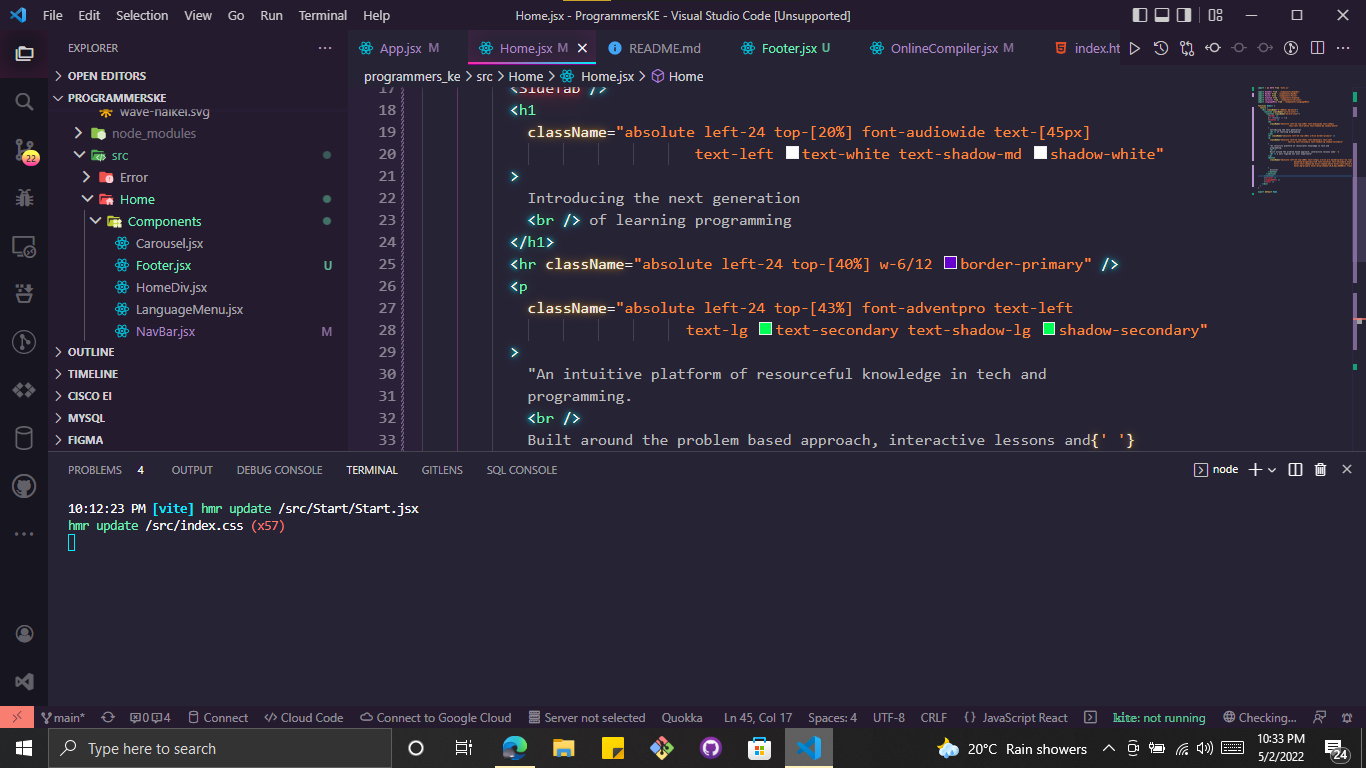 File Edit Selection View Go Run Terminal Help Home.jsx - ProgrammersKE - Visual Studio Code [Unsupported]
EXPLORER
App.jsx M Home.jsx M README.md Footer.jsx U OnlineCompiler.jsx M index.ht
OPEN EDITORS
programmers_ke > src > Home > Home.jsx > Home
PROGRAMMERSKE
wave-haikei.svg
node_modules
src
Error
Home
Components
Carousel.jsx
Footer.jsx U
HomeDiv.jsx
LanguageMenu.jsx
NavBar.jsx M
OUTLINE
TIMELINE
CISCO EI
MYSQL
FIGMA
22
17 <SideTab />
18 <h1
19 className="absolute left-24 top-[20%] font-audiowide text-[45px]
20 text-left text-white text-shadow-md shadow-white"
21 >
22 Introducing the next generation
23 <br /> of learning programming
24 </h1>
25 <hr className="absolute left-24 top-[40%] w-6/12 border-primary" />
26 <p
27 className="absolute left-24 top-[43%] font-adventpro text-left
28 text-lg text-secondary text-shadow-lg shadow-secondary"
29 >
30 "An intuitive platform of resourceful knowledge in tech and
31 programming.
32 <br />
33 Built around the problem based approach, interactive lessons and{' '}
PROBLEMS 4 OUTPUT DEBUG CONSOLE TERMINAL GITLENS SQL CONSOLE node
10:12:23 PM [vite] hmr update /src/Start/Start.jsx
hmr update /src/index.css (x57)
main* 0 4 Connect Cloud Code Connect to Google Cloud Server not selected Quokka Ln 45, Col 17 Spaces: 4 UTF-8 CRLF {} JavaScript React kite: not running Checking...
Type here to search 20°C Rain showers 10:33 PM
5/2/2022 24